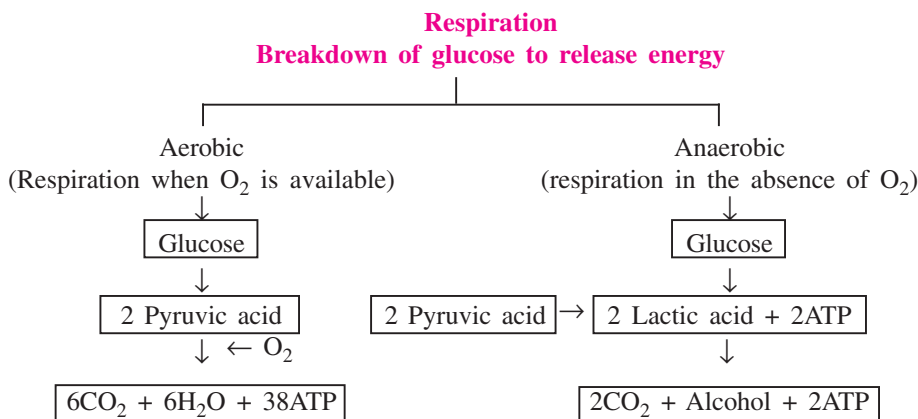 Respiration
Breakdown of glucose to release energy
Aerobic
(Respiration when O₂ is available)
Glucose
2 Pyruvic acid
← O₂
6CO₂ + 6H₂O + 38ATP
Anaerobic
(respiration in the absence of O₂)
Glucose
2 Pyruvic acid → 2 Lactic acid + 2ATP
2CO₂ + Alcohol + 2ATP